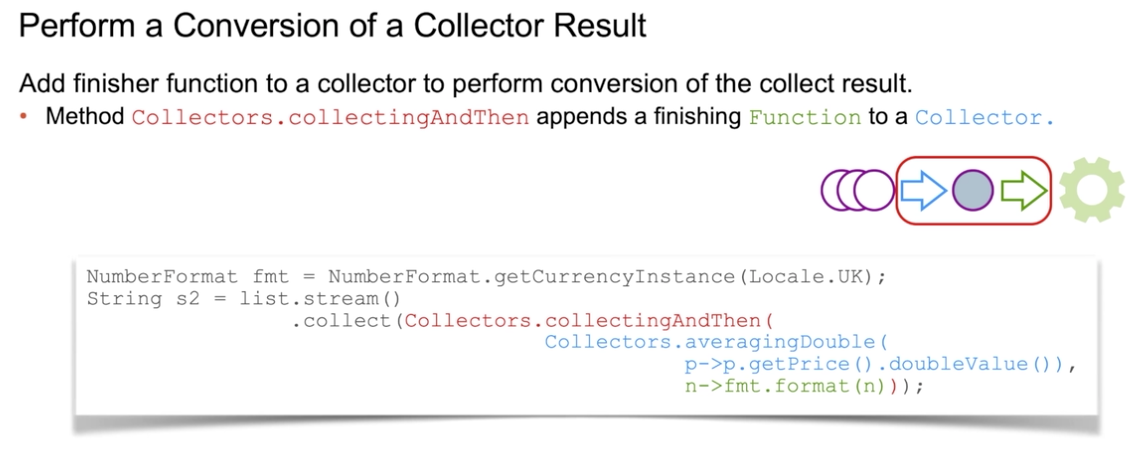 Perform a Conversion of a Collector Result
Add finisher function to a collector to perform conversion of the collect result.
• Method Collectors.collectingAndThen appends a finishing Function to a Collector.
NumberFormat fmt = NumberFormat.getCurrencyInstance(Locale.UK);
String s2 = list.stream()
.collect(Collectors.collectingAndThen(
Collectors.averagingDouble(
p->p.getPrice().doubleValue()),
n->fmt.format(n)));